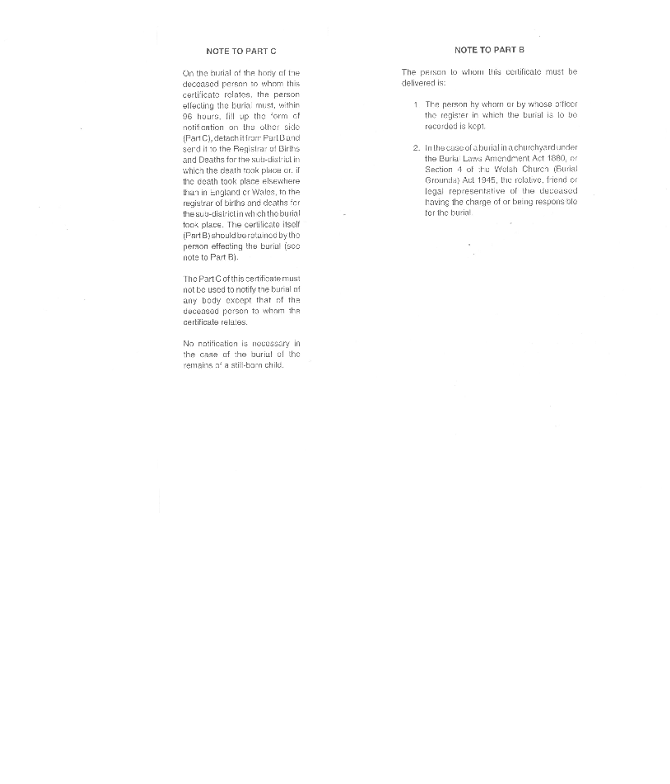 NOTE TO PART C
On the burial of the body of the
deceased person to whom this
certificate relates, the person
effecting the burial must, within
96 hours, fill up the form of
notification on the other side
(Part C), detach it from Part B and
send it to the Registrar of Births
and Deaths for the sub-district in
which the death took place or, if
the death took place elsewhere
than in England or Wales, to the
registrar of births and deaths for
the sub-district in which the burial
took place. The certificate itself
(Part B) should be retained by the
person effecting the burial (see
note to Part B).
The Part C of this certificate must
not be used to notify the burial of
any body except that of the
deceased person to whom the
certificate relates.
No notification is necessary in
the case of the burial of the
remains of a still-born child.
NOTE TO PART B
The person to whom this certificate must be
delivered is:
1 The person by whom or by whose officer
the register in which the burial is to be
recorded is kept.
2. In the case of a burial in a churchyard under
the Burial Laws Amendment Act 1880, or
Section 4 of the Welsh Church (Burial
Grounds) Act 1945, the relative, friend or
legal representative of the deceased
having the charge of or being responsible
for the burial.